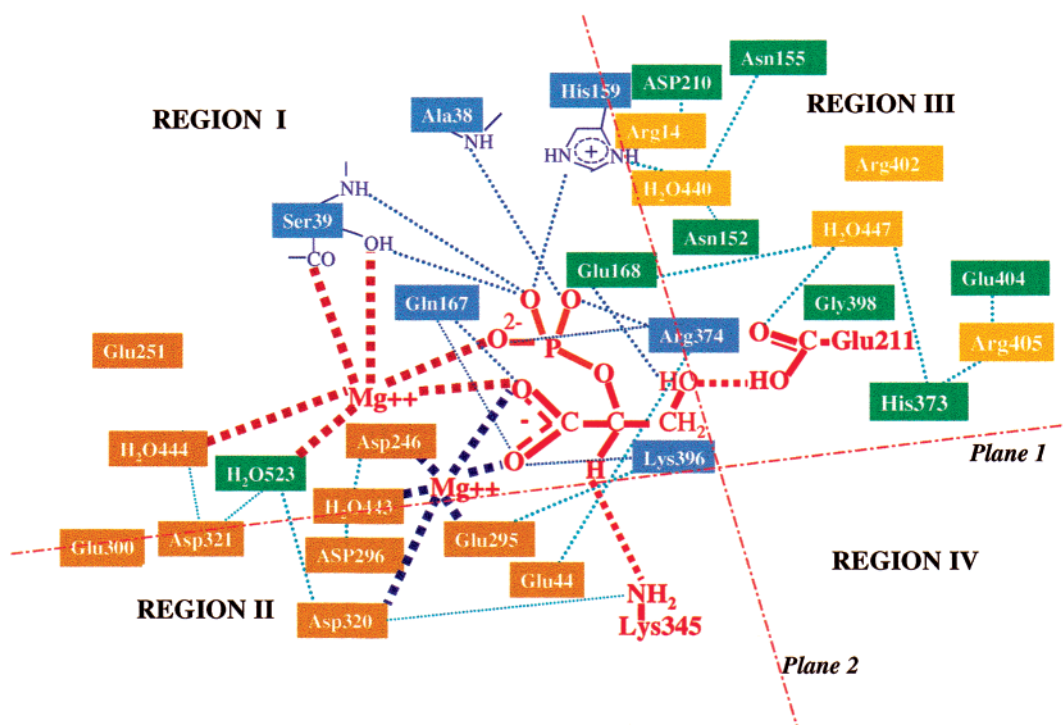 Asn155
ASP210
His159
REGION III
REGION I
Ala38
Arg14
NH
HN
+
NH
Arg402
NH
H₂O440
Ser39
OH
Asn152
H₂O447
CO
Glu168
Glu404
Gln167
O
O
Gly398
2-
O
P
Arg374
O
C
Glu211
Arg405
Glu251
O
HO
HO
Mg++
O
His373
-
C
C
CH₂
Asp246
H₂O444
O
Lys396
Plane 1
H₂O523
H
Mg++
H₂O443
Glu300
Asp321
ASP296
Glu295
REGION IV
Glu44
REGION II
NH₂
Asp320
Lys345
Plane 2